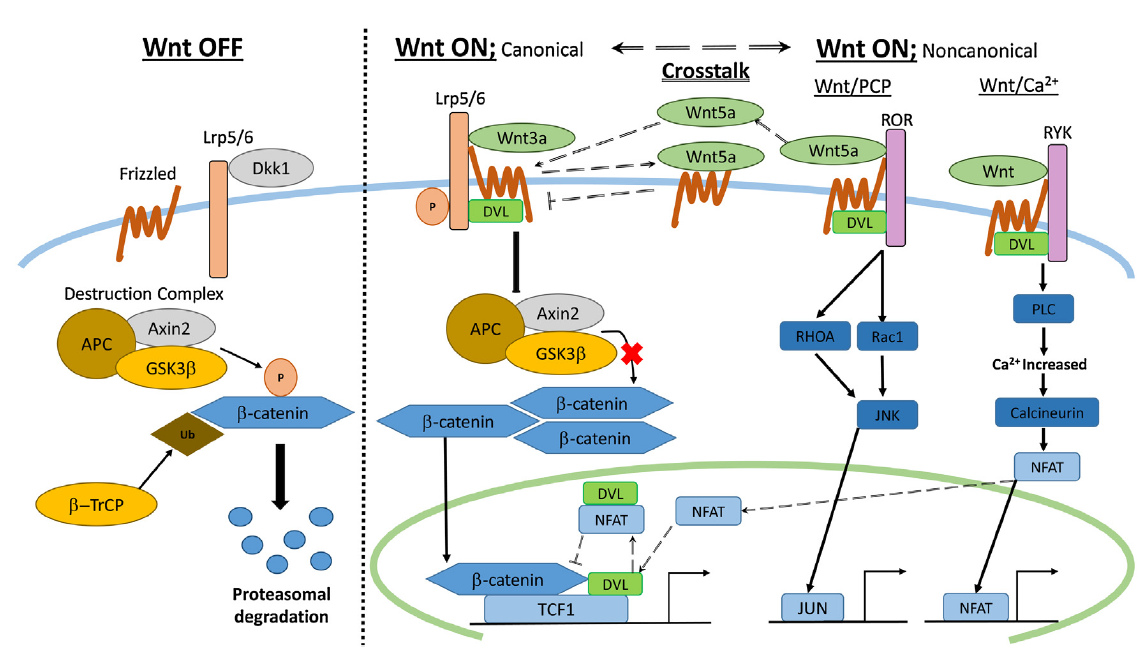 Wnt OFF
Lrp5/6
Dkk1
Frizzled
Destruction Complex
APC
Axin2
GSK3β
P
β-catenin
Ub
β–TrCP
Proteasomal
degradation
Wnt ON; Canonical
Crosstalk
Wnt ON; Noncanonical
Wnt/PCP
Wnt/Ca²⁺
Lrp5/6
Wnt3a
P
DVL
Wnt5a
Wnt5a
Wnt5a
ROR
DVL
RYK
Wnt
DVL
APC
Axin2
GSK3β
β-catenin
β-catenin
β-catenin
RHOA
Rac1
JNK
PLC
Ca²⁺ Increased
Calcineurin
NFAT
DVL
NFAT
NFAT
β-catenin
DVL
TCF1
JUN
NFAT